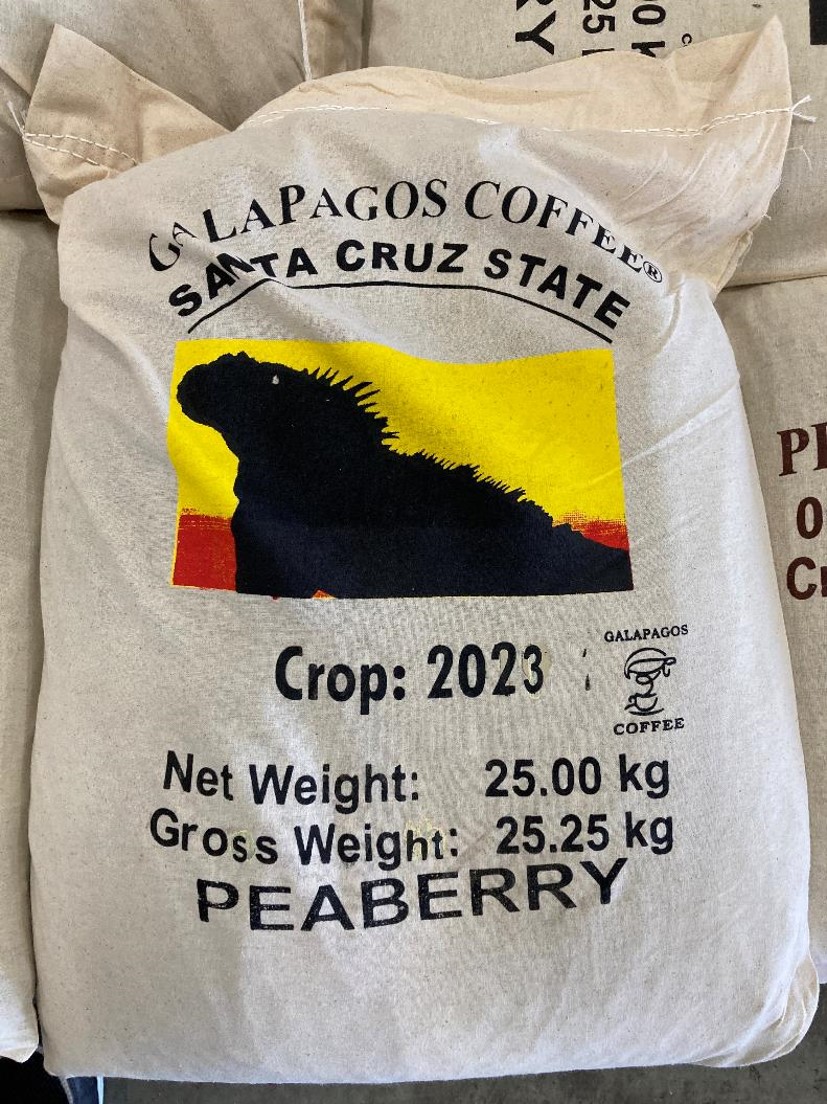 GALAPAGOS COFFEE®
SANTA CRUZ STATE
Crop: 2023
GALAPAGOS
COFFEE
Net Weight: 25.00 kg
Gross Weight: 25.25 kg
PEABERRY